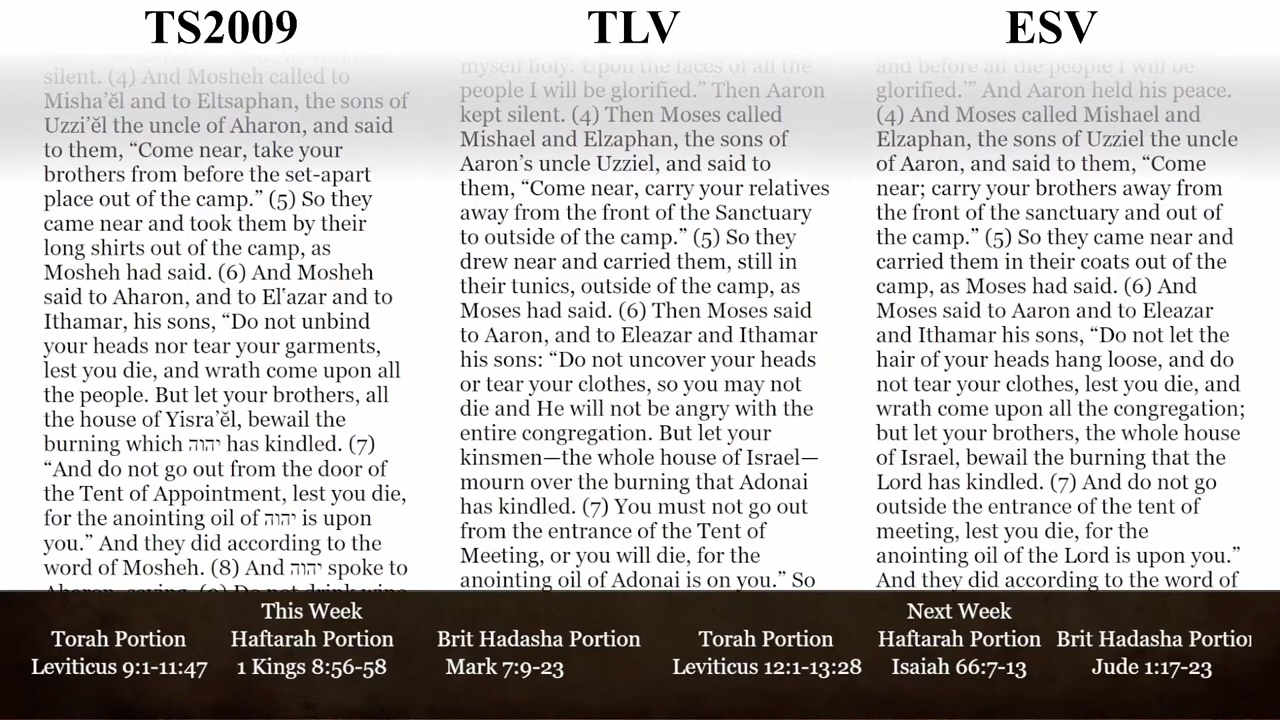 TS2009
silent. (4) And Mosheh called to
Misha’ĕl and to Eltsaphan, the sons of
Uzzi’ĕl the uncle of Aharon, and said
to them, “Come near, take your
brothers from before the set-apart
place out of the camp.” (5) So they
came near and took them by their
long shirts out of the camp, as
Mosheh had said. (6) And Mosheh
said to Aharon, and to Elʽazar and to
Ithamar, his sons, “Do not unbind
your heads nor tear your garments,
lest you die, and wrath come upon all
the people. But let your brothers, all
the house of Yisra’ĕl, bewail the
burning which יהוה has kindled. (7)
“And do not go out from the door of
the Tent of Appointment, lest you die,
for the anointing oil of יהוה is upon
you.” And they did according to the
word of Mosheh. (8) And יהוה spoke to
Aharon, saying, (9) Do not drink wine
TLV
myself holy. Upon the faces of all the
people I will be glorified.” Then Aaron
kept silent. (4) Then Moses called
Mishael and Elzaphan, the sons of
Aaron’s uncle Uzziel, and said to
them, “Come near, carry your relatives
away from the front of the Sanctuary
to outside of the camp.” (5) So they
drew near and carried them, still in
their tunics, outside of the camp, as
Moses had said. (6) Then Moses said
to Aaron, and to Eleazar and Ithamar
his sons: “Do not uncover your heads
or tear your clothes, so you may not
die and He will not be angry with the
entire congregation. But let your
kinsmen—the whole house of Israel—
mourn over the burning that Adonai
has kindled. (7) You must not go out
from the entrance of the Tent of
Meeting, or you will die, for the
anointing oil of Adonai is on you.” So
ESV
and before all the people I will be
glorified.’” And Aaron held his peace.
(4) And Moses called Mishael and
Elzaphan, the sons of Uzziel the uncle
of Aaron, and said to them, “Come
near; carry your brothers away from
the front of the sanctuary and out of
the camp.” (5) So they came near and
carried them in their coats out of the
camp, as Moses had said. (6) And
Moses said to Aaron and to Eleazar
and Ithamar his sons, “Do not let the
hair of your heads hang loose, and do
not tear your clothes, lest you die, and
wrath come upon all the congregation;
but let your brothers, the whole house
of Israel, bewail the burning that the
Lord has kindled. (7) And do not go
outside the entrance of the tent of
meeting, lest you die, for the
anointing oil of the Lord is upon you.”
And they did according to the word of
This Week
Torah Portion
Leviticus 9:1-11:47
Haftarah Portion
1 Kings 8:56-58
Brit Hadasha Portion
Mark 7:9-23
Next Week
Torah Portion
Leviticus 12:1-13:28
Haftarah Portion
Isaiah 66:7-13
Brit Hadasha Portion
Jude 1:17-23